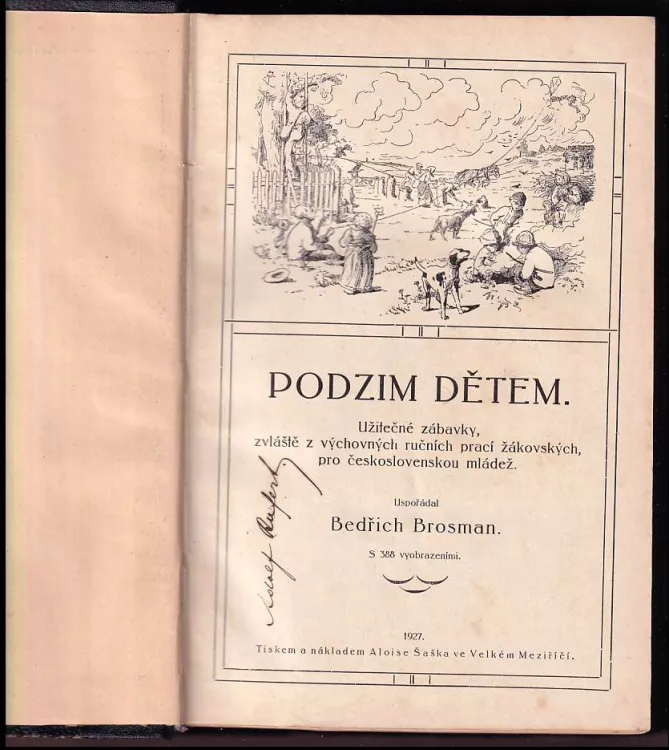 PODZIM DĚTEM.
Užitečné zábavky,
zvláště z výchovných ručních prací žákovských,
pro československou mládež.
Uspořádal
Bedřich Brosman.
S 388 vyobrazeními.
1927.
Tiskem a nákladem Aloise Šaška ve Velkém Meziříčí.
Adolf